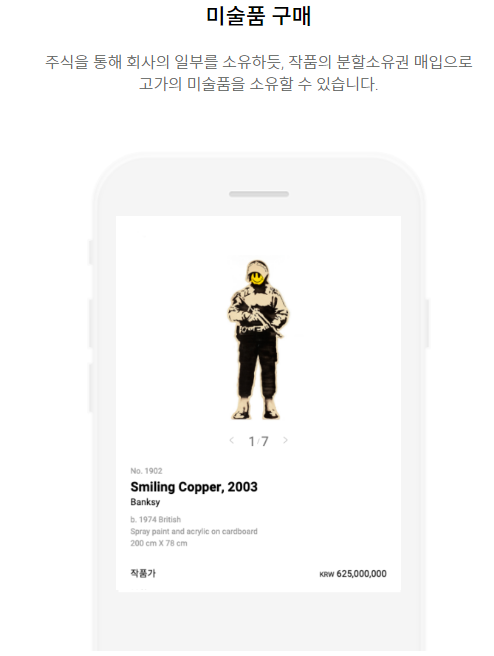 미술품 구매
주식을 통해 회사의 일부를 소유하듯, 작품의 분할소유권 매입으로
고가의 미술품을 소유할 수 있습니다.
< 1/7 >
No. 1902
Smiling Copper, 2003
Banksy
b. 1974 British
Spray paint and acrylic on cardboard
200 cm X 78 cm
작품가 KRW 625,000,000